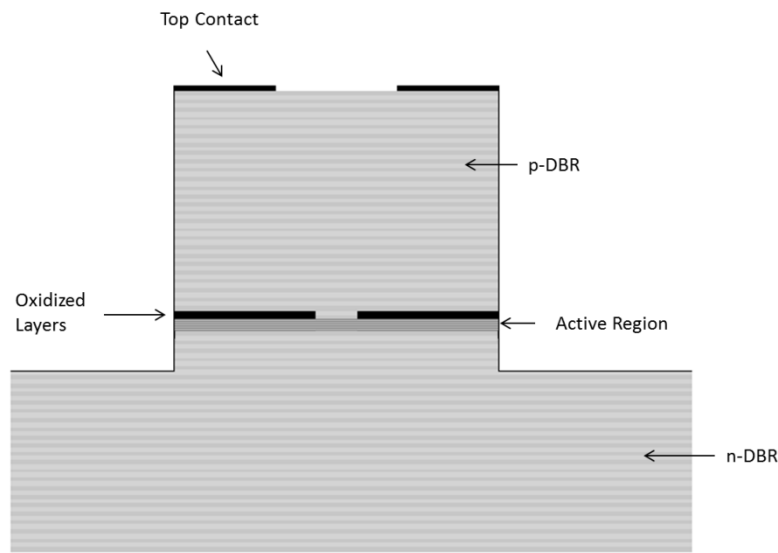 Top Contact
p-DBR
Oxidized
Layers
Active Region
n-DBR